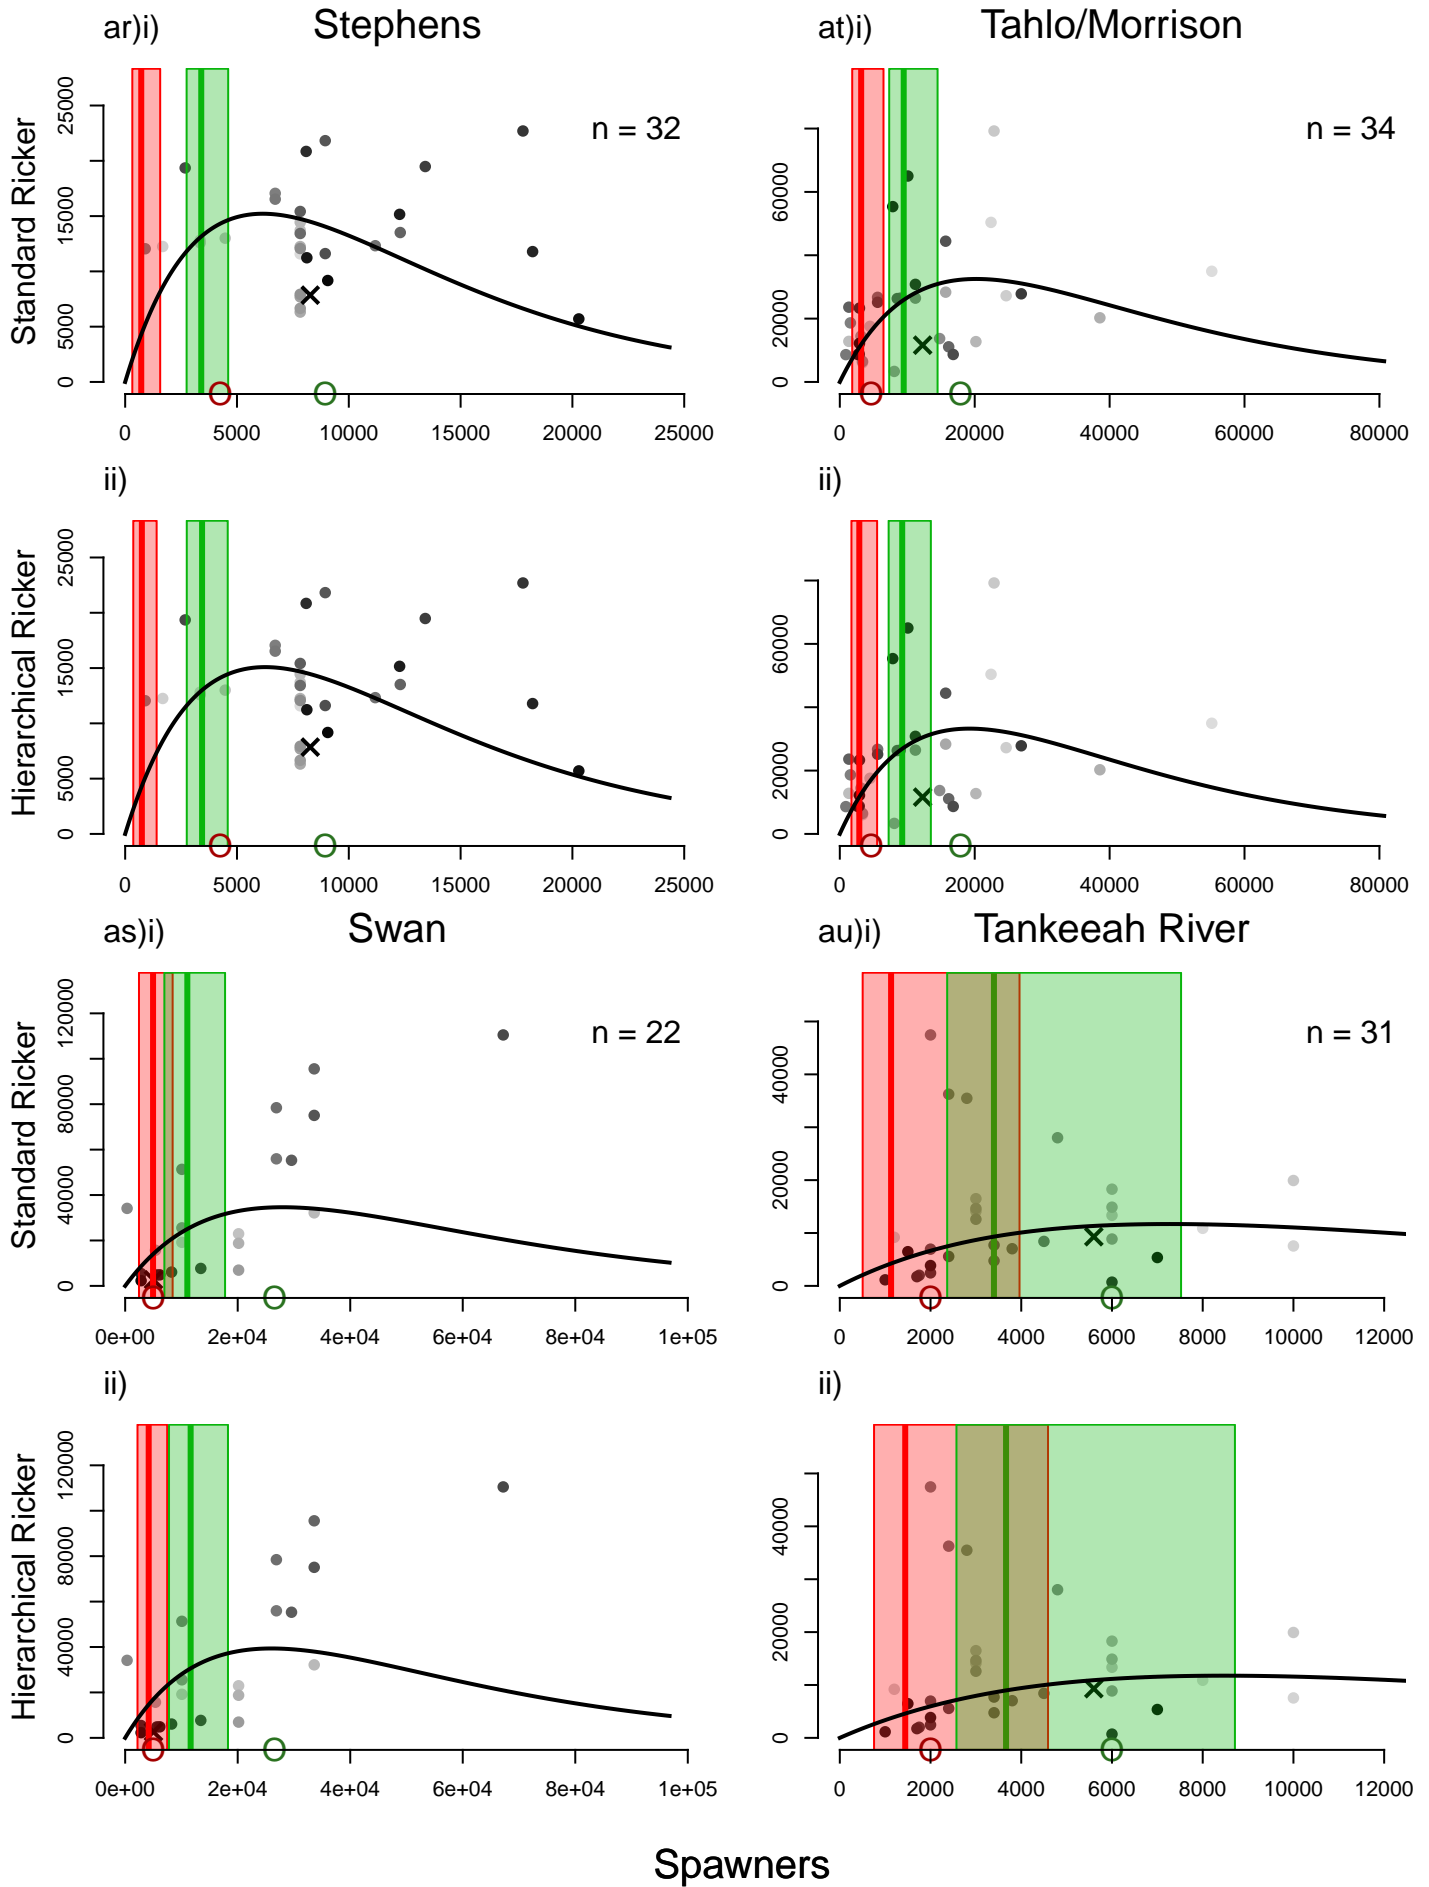 ar)i) Stephens
Standard Ricker
0 5000 15000 25000
n = 32
0 5000 10000 15000 20000 25000
at)i) Tahlo/Morrison
0 20000 60000
n = 34
0 20000 40000 60000 80000
ii)
Hierarchical Ricker
0 5000 15000 25000
0 5000 10000 15000 20000 25000
ii)
0 20000 60000
0 20000 40000 60000 80000
as)i) Swan
Standard Ricker
0 40000 80000 120000
n = 22
0e+00 2e+04 4e+04 6e+04 8e+04 1e+05
au)i) Tankeeah River
0 20000 40000
n = 31
0 2000 4000 6000 8000 10000 12000
ii)
Hierarchical Ricker
0 40000 80000 120000
0e+00 2e+04 4e+04 6e+04 8e+04 1e+05
ii)
0 20000 40000
0 2000 4000 6000 8000 10000 12000
Spawners